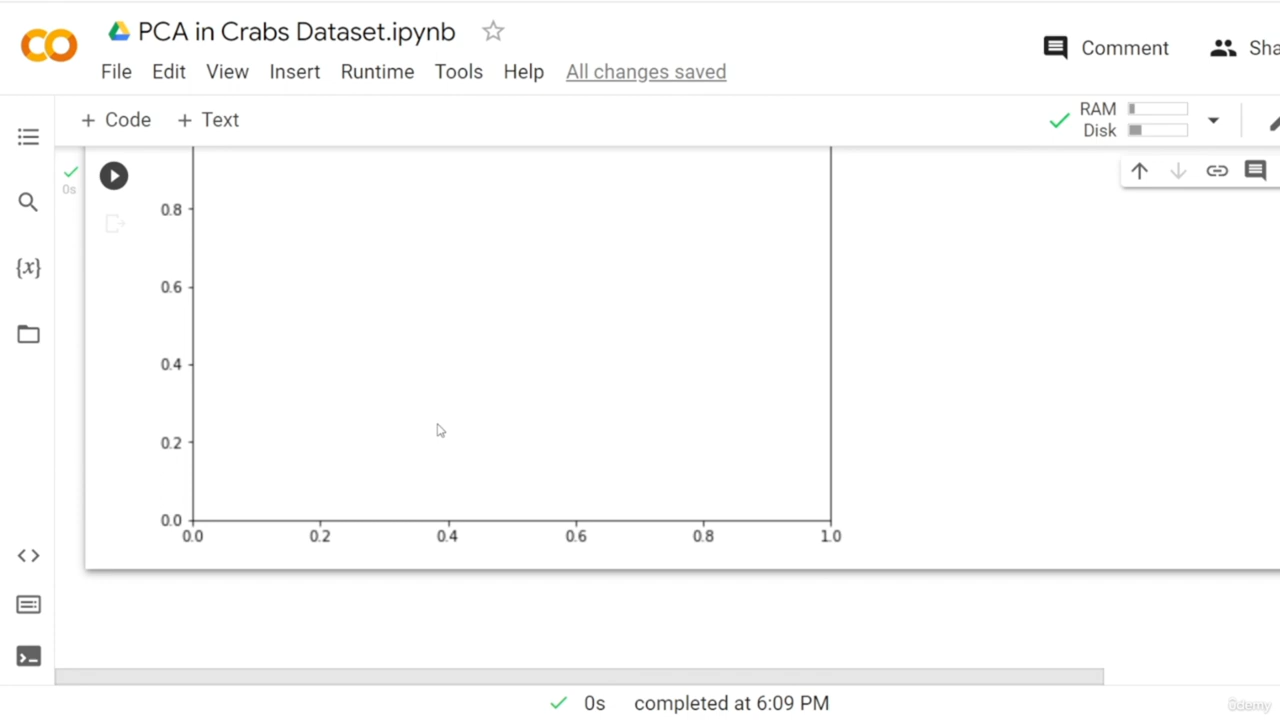 PCA in Crabs Dataset.ipynb
Comment
Sha
File Edit View Insert Runtime Tools Help All changes saved
+ Code + Text
RAM
Disk
0s
{x}
0.8
0.6
0.4
0.2
0.0
0.0 0.2 0.4 0.6 0.8 1.0
0s completed at 6:09 PM
ûdemy